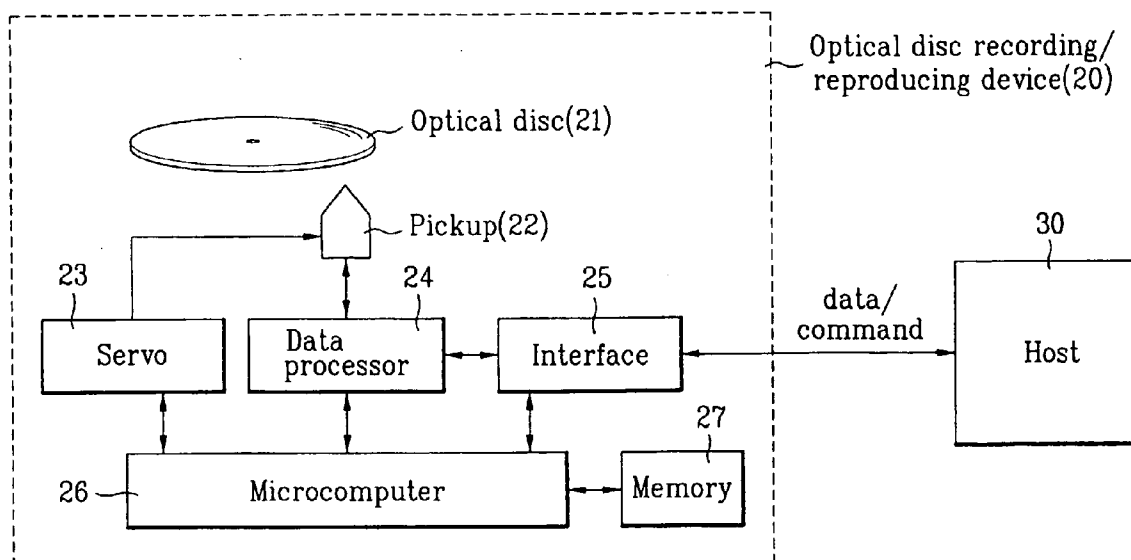 Optical disc recording/
reproducing device(20)
Optical disc(21)
Pickup(22)
30
23
24
25
data/
command
Servo
Data
processor
Interface
Host
27
26
Microcomputer
Memory